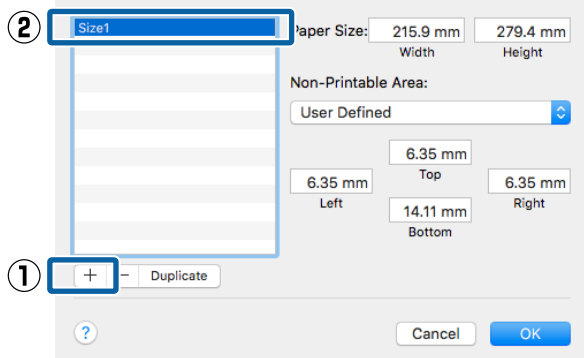 ② Size1
Paper Size: 215.9 mm 279.4 mm
Width Height
Non-Printable Area:
User Defined
6.35 mm
Top
6.35 mm 6.35 mm
Left Right
14.11 mm
Bottom
① + − Duplicate
? Cancel OK